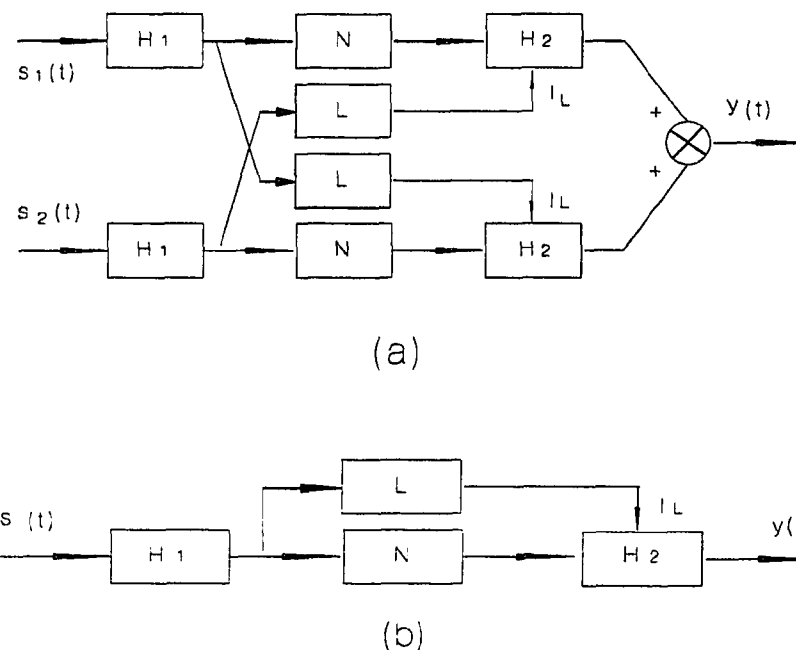 H1 N H2
s1(t)
L IL
+ y(t)
L
+
IL
s2(t)
H1 N H2
(a)
L
s (t) IL y(
H1 N H2
(b)